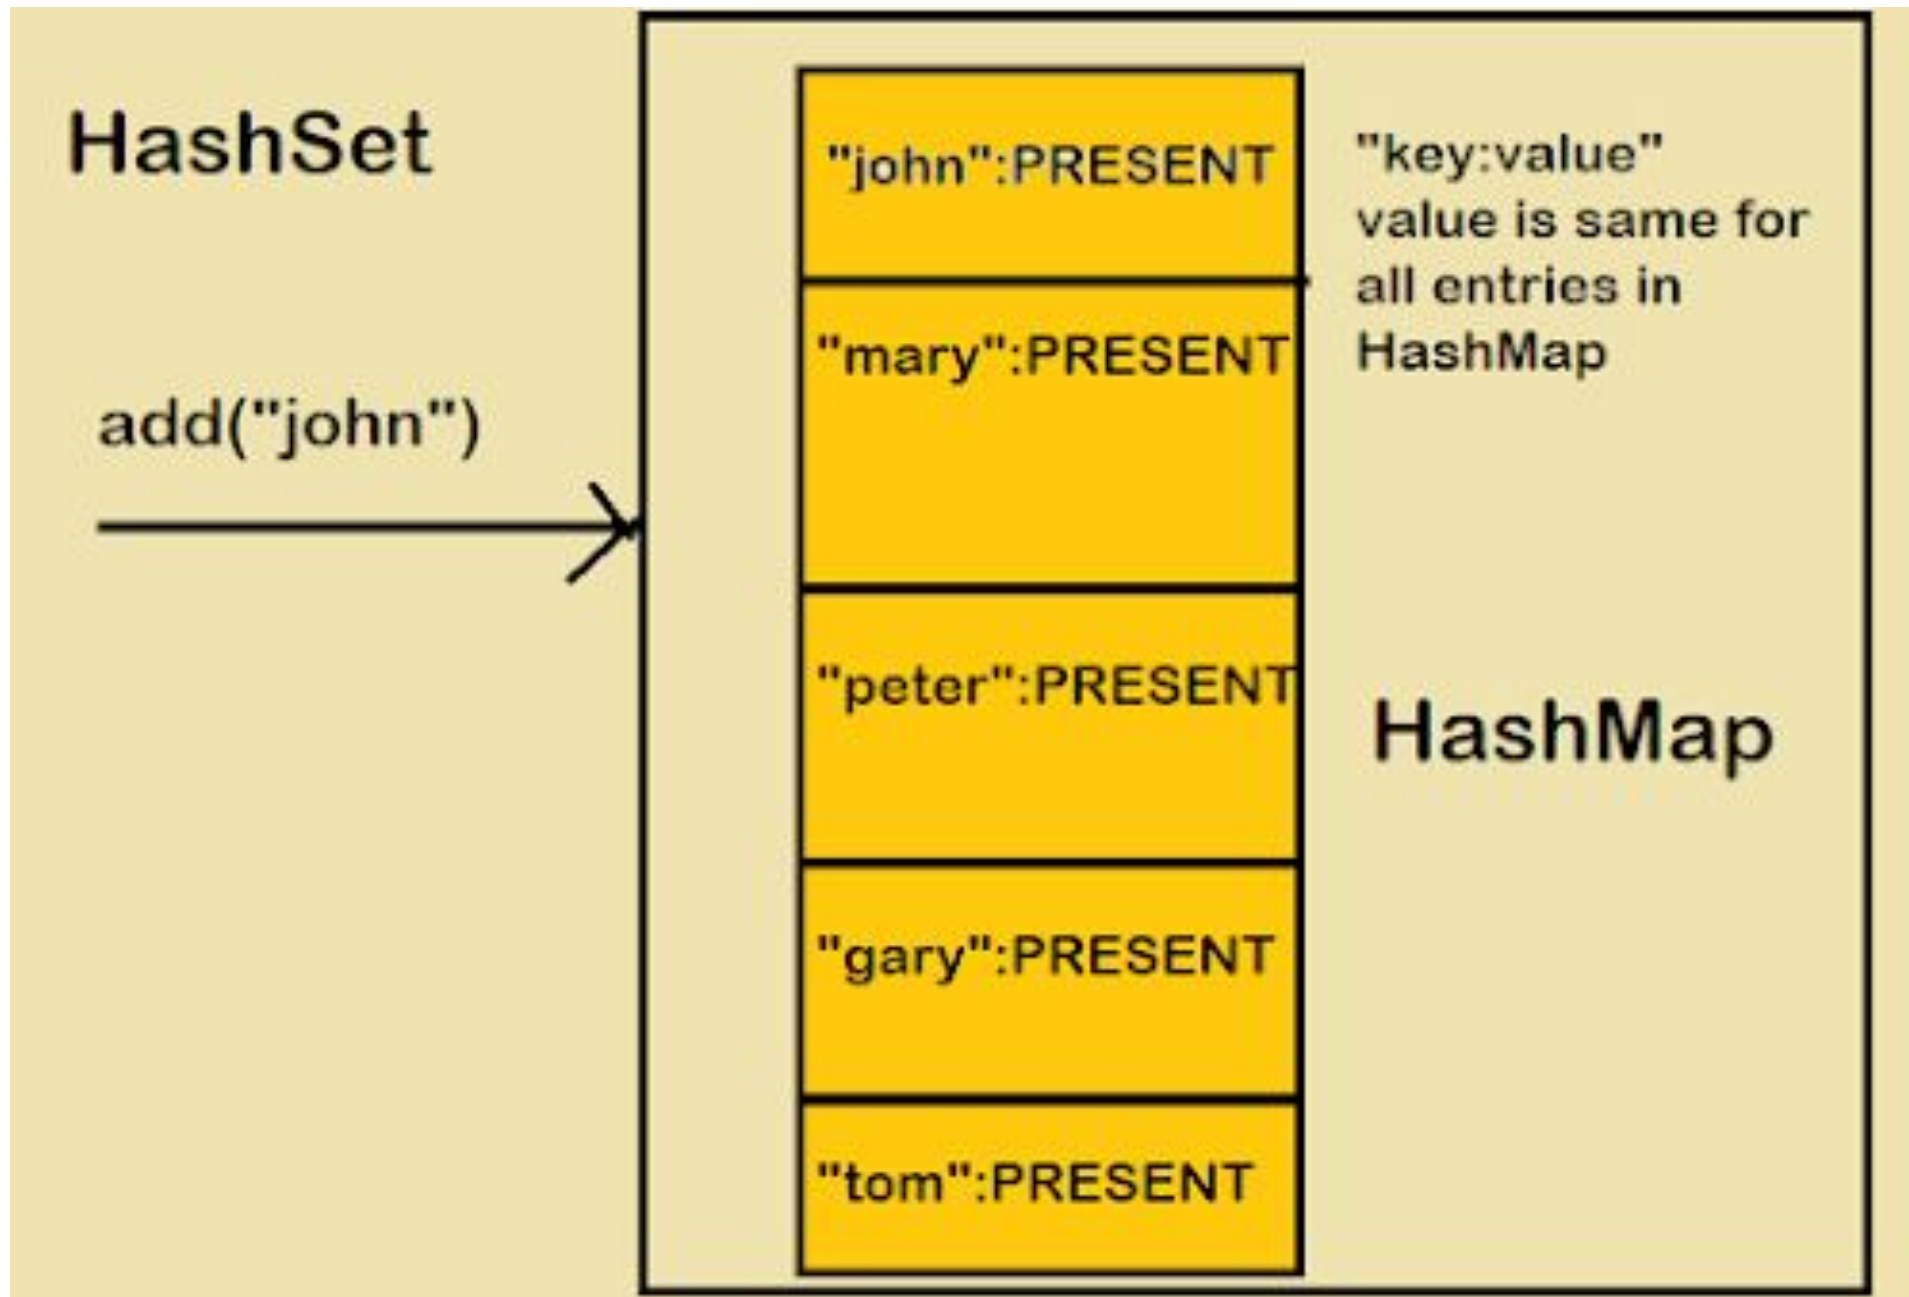 HashSet
add("john")
"john":PRESENT
"mary":PRESENT
"peter":PRESENT
"gary":PRESENT
"tom":PRESENT
"key:value"
value is same for
all entries in
HashMap
HashMap